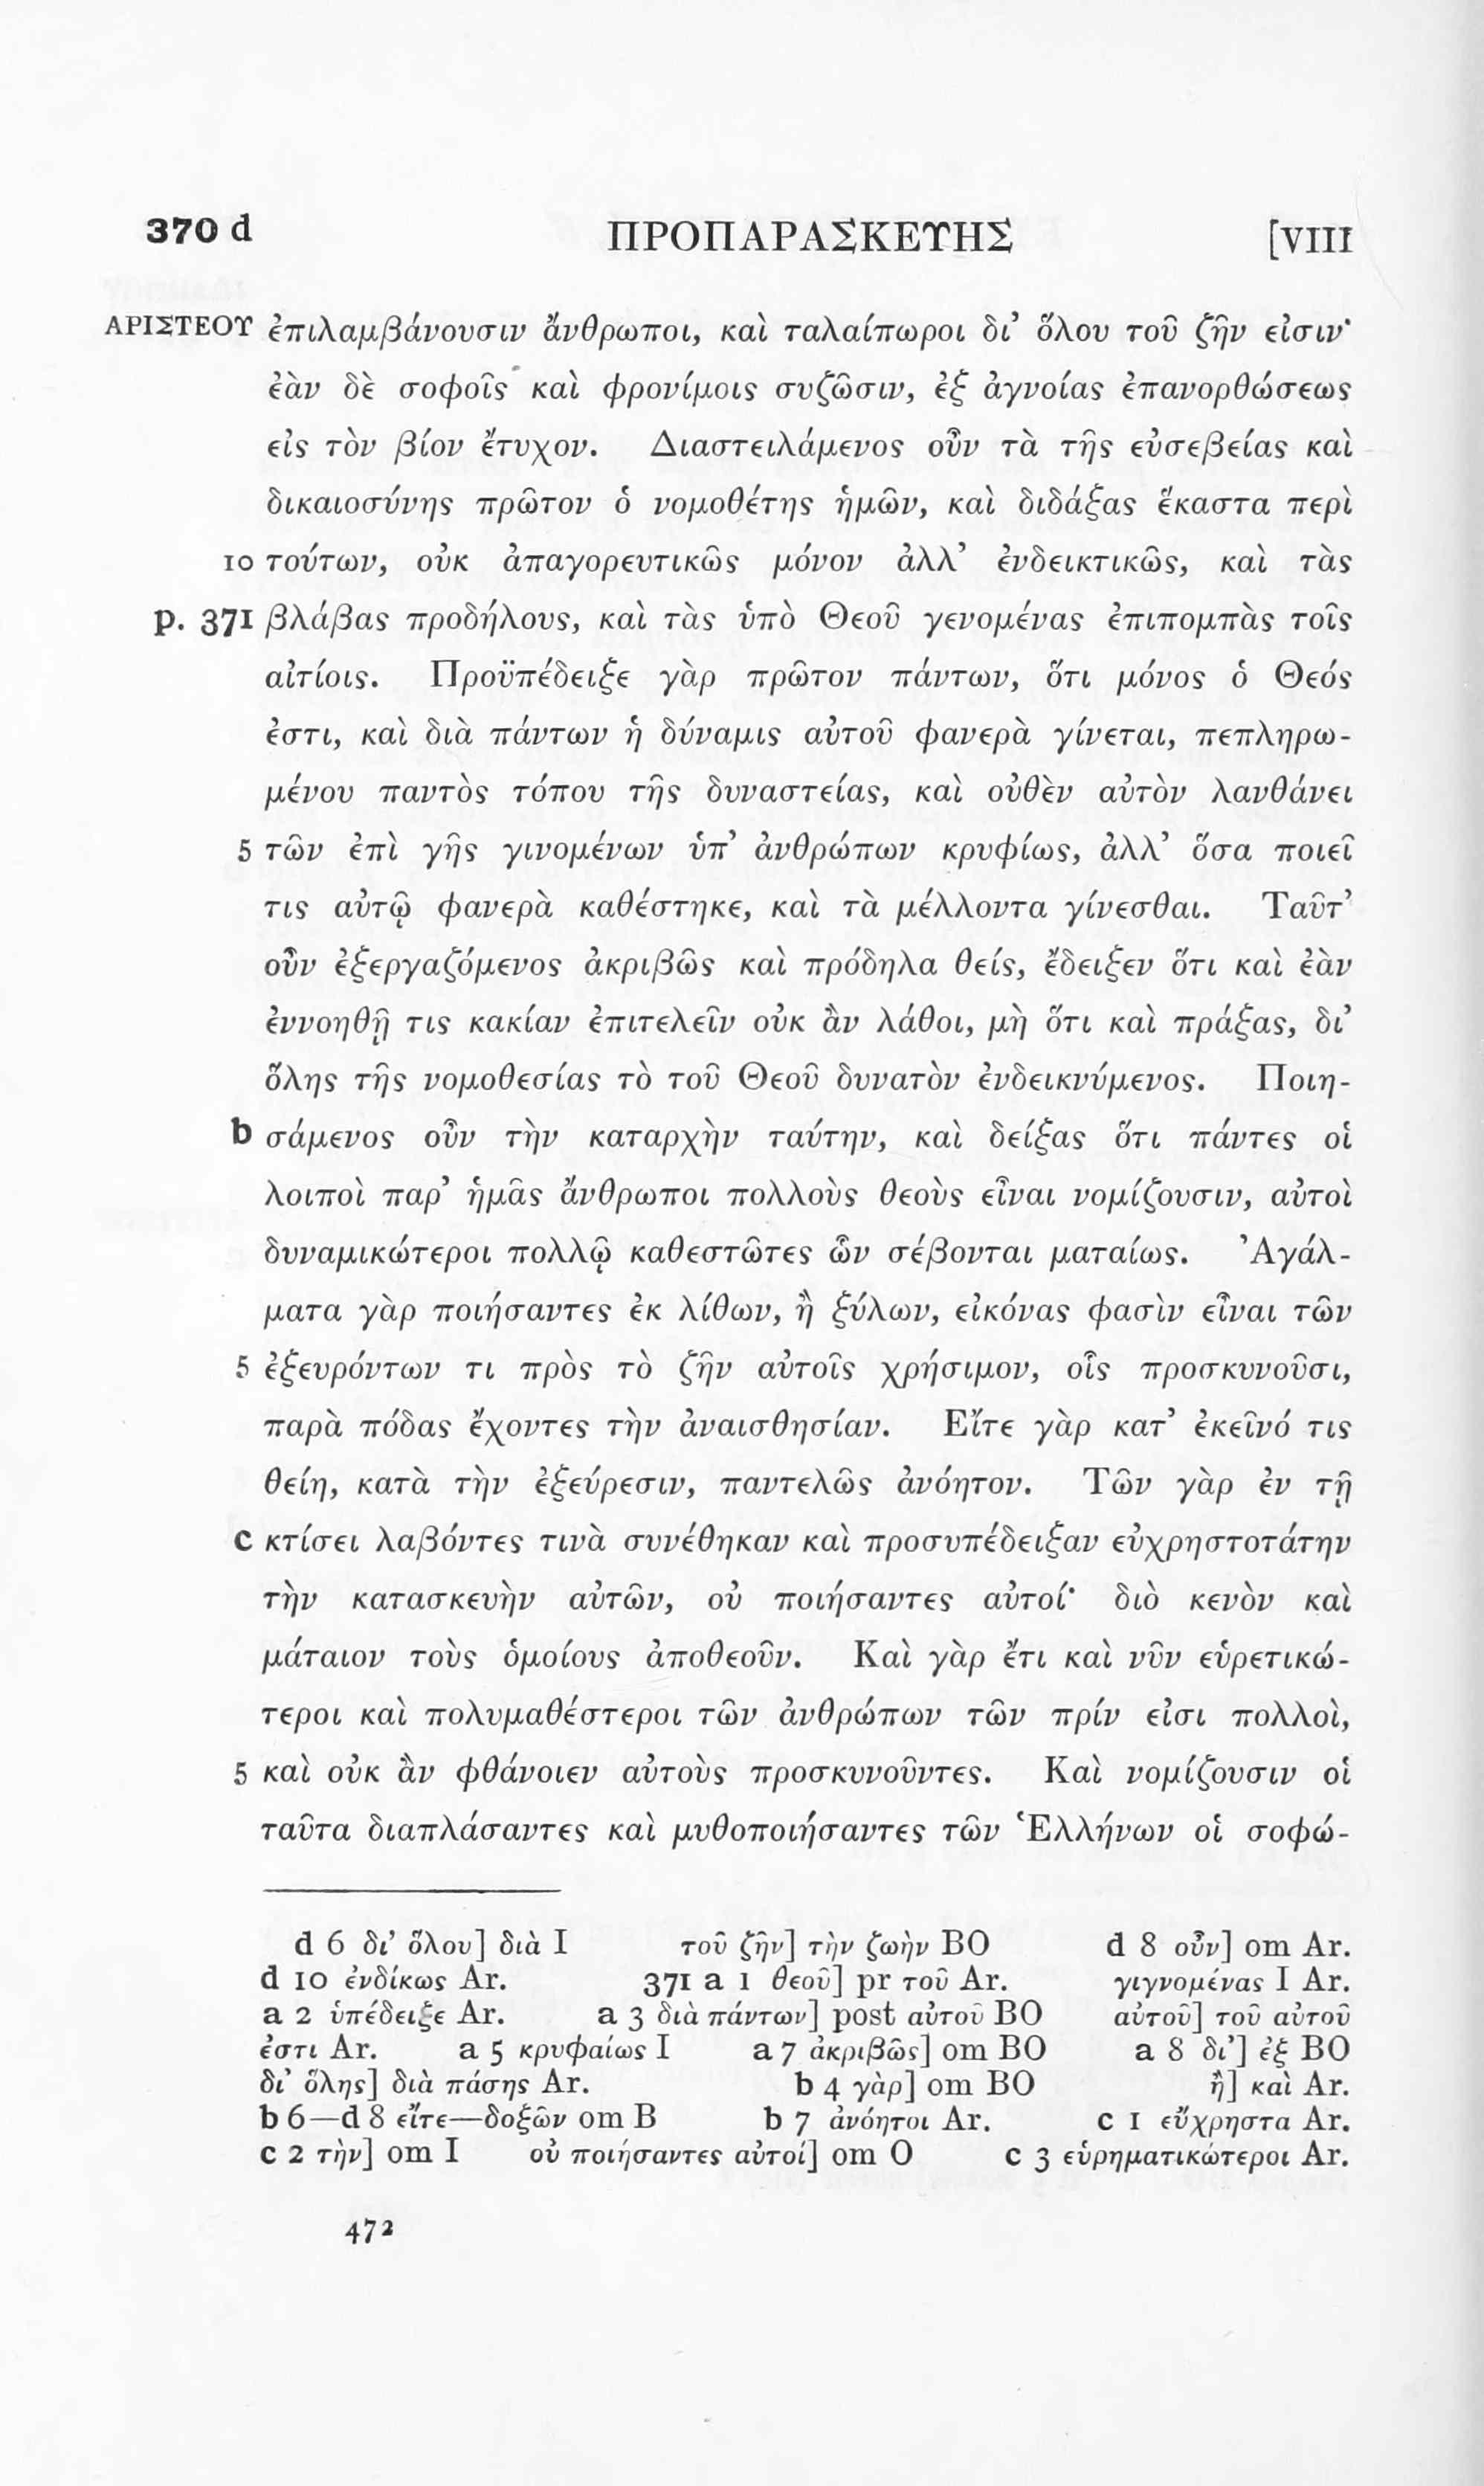 370 d ΠΡΟΠΑΡΑΣΚΕΥΗΣ [VIII
ΑΡΙΣΤΕΟΥ ἐπιλαμβάνουσιν ἄνθρωποι, καὶ ταλαίπωροι δι’ ὅλου τοῦ ζῆν εἰσιν·
ἐὰν δὲ σοφοῖς καὶ φρονίμοις συζῶσιν, ἐξ ἀγνοίας ἐπανορθώσεως
εἰς τὸν βίον ἔτυχον. Διαστειλάμενος οὖν τὰ τῆς εὐσεβείας καὶ
δικαιοσύνης πρῶτον ὁ νομοθέτης ἡμῶν, καὶ διδάξας ἕκαστα περὶ
10 τούτων, οὐκ ἀπαγορευτικῶς μόνον ἀλλ’ ἐνδεικτικῶς, καὶ τὰς
p. 371 βλάβας προδήλους, καὶ τὰς ὑπὸ Θεοῦ γενομένας ἐπιπομπὰς τοῖς
αἰτίοις. Προϋπέδειξε γὰρ πρῶτον πάντων, ὅτι μόνος ὁ Θεός
ἐστι, καὶ διὰ πάντων ἡ δύναμις αὐτοῦ φανερὰ γίνεται, πεπληρω-
μένου παντὸς τόπου τῆς δυναστείας, καὶ οὐθὲν αὐτὸν λανθάνει
5 τῶν ἐπὶ γῆς γινομένων ὑπ’ ἀνθρώπων κρυφίως, ἀλλ’ ὅσα ποιεῖ
τις αὐτῷ φανερὰ καθέστηκε, καὶ τὰ μέλλοντα γίνεσθαι. Ταῦτ’
οὖν ἐξεργαζόμενος ἀκριβῶς καὶ πρόδηλα θείς, ἔδειξεν ὅτι καὶ ἐὰν
ἐννοηθῇ τις κακίαν ἐπιτελεῖν οὐκ ἂν λάθοι, μὴ ὅτι καὶ πράξας, δι’
ὅλης τῆς νομοθεσίας τὸ τοῦ Θεοῦ δυνατὸν ἐνδεικνύμενος. Ποιη-
b σάμενος οὖν τὴν καταρχὴν ταύτην, καὶ δείξας ὅτι πάντες οἱ
λοιποὶ παρ’ ἡμᾶς ἄνθρωποι πολλοὺς θεοὺς εἶναι νομίζουσιν, αὐτοὶ
δυναμικώτεροι πολλῷ καθεστῶτες ὧν σέβονται ματαίως. Ἀγάλ-
ματα γὰρ ποιήσαντες ἐκ λίθων, ἢ ξύλων, εἰκόνας φασὶν εἶναι τῶν
5 ἐξευρόντων τι πρὸς τὸ ζῆν αὐτοῖς χρήσιμον, οἷς προσκυνοῦσι,
παρὰ πόδας ἔχοντες τὴν ἀναισθησίαν. Εἴτε γὰρ κατ’ ἐκεῖνό τις
θείη, κατὰ τὴν ἐξεύρεσιν, παντελῶς ἀνόητον. Τῶν γὰρ ἐν τῇ
c κτίσει λαβόντες τινὰ συνέθηκαν καὶ προσυπέδειξαν εὐχρηστοτάτην
τὴν κατασκευὴν αὐτῶν, οὐ ποιήσαντες αὐτοί· διὸ κενὸν καὶ
μάταιον τοὺς ὁμοίους ἀποθεοῦν. Καὶ γὰρ ἔτι καὶ νῦν εὑρετικώ-
τεροι καὶ πολυμαθέστεροι τῶν ἀνθρώπων τῶν πρίν εἰσι πολλοὶ,
5 καὶ οὐκ ἂν φθάνοιεν αὐτοὺς προσκυνοῦντες. Καὶ νομίζουσιν οἱ
ταῦτα διαπλάσαντες καὶ μυθοποιήσαντες τῶν Ἑλλήνων οἱ σοφώ-
d 6 δι’ ὅλου] διὰ I τοῦ ζῆν] τὴν ζωὴν BO d 8 οὖν] om Ar.
d 10 ἐνδίκως Ar. 371 a 1 θεοῦ] pr τοῦ Ar. γιγνομένας I Ar.
a 2 ὑπέδειξε Ar. a 3 διὰ πάντων] post αὐτοῦ BO αὐτοῦ] τοῦ αὐτοῦ
ἐστι Ar. a 5 κρυφαίως I a 7 ἀκριβῶς] om BO a 8 δι’] ἐξ BO
δι’ ὅλης] διὰ πάσης Ar. b 4 γὰρ] om BO ἢ] καὶ Ar.
b 6—d 8 εἴτε—δοξῶν om B b 7 ἀνόητοι Ar. c 1 εὔχρηστα Ar.
c 2 τὴν] om I οὐ ποιήσαντες αὐτοί] om O c 3 εὑρηματικώτεροι Ar.
472